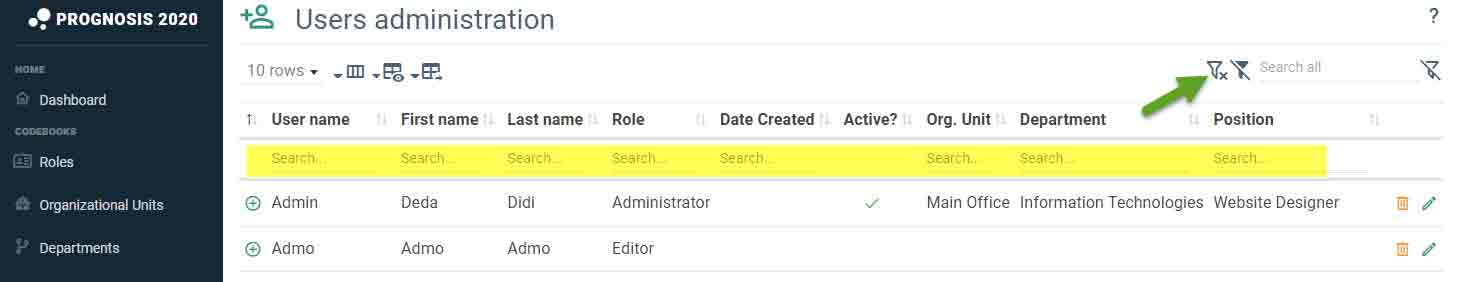 PROGNOSIS 2020
HOME
Dashboard
CODEBOOKS
Roles
Organizational Units
Departments
Users administration
?
10 rows
Search all
User name First name Last name Role Date Created Active? Org. Unit Department Position
Search... Search... Search... Search... Search... Search... Search... Search...
Admin Deda Didi Administrator Main Office Information Technologies Website Designer
Admo Admo Admo Editor